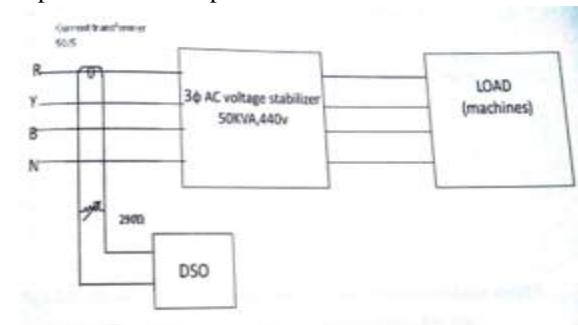 Current transformer
50/5
R
Y
B
N
3ϕ AC voltage stabilizer
50KVA,440v
LOAD
(machines)
290Ω
DSO